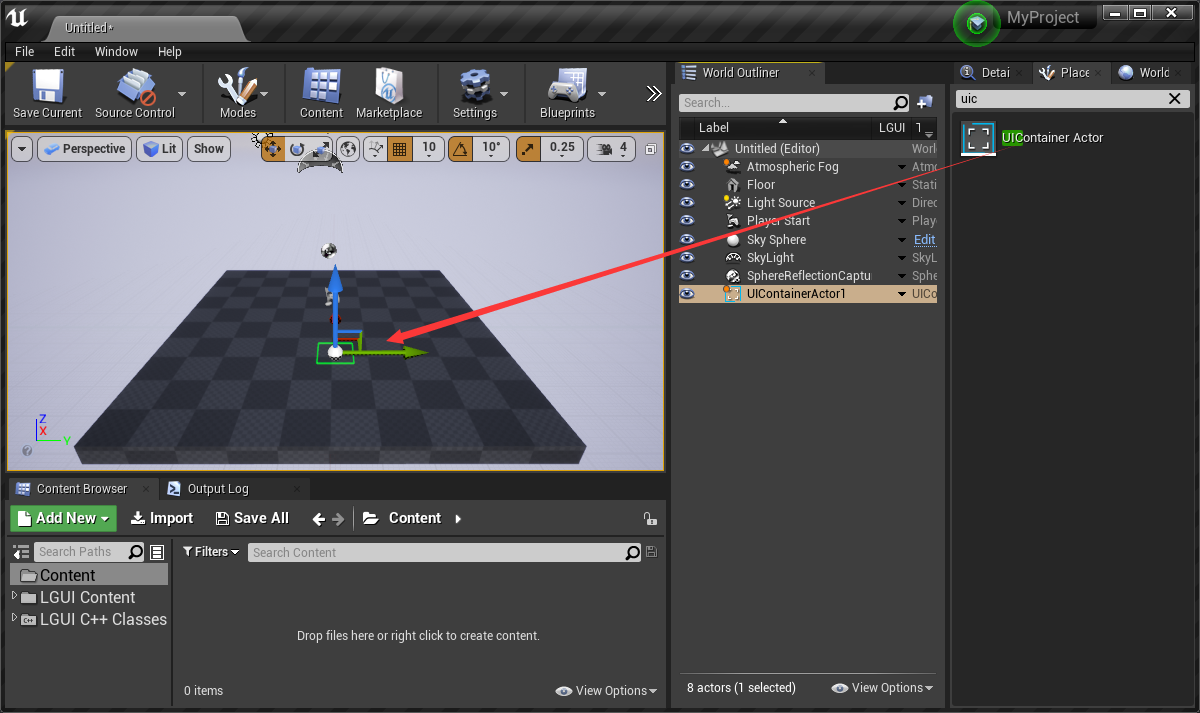 Untitled*
MyProject
File Edit Window Help
Save Current Source Control Modes Content Marketplace Settings Blueprints
Perspective Lit Show 10 10° 0.25 4
Z
X
Y
Content Browser Output Log
Add New Import Save All Content
Search Paths Filters Search Content
Content
LGUI Content
LGUI C++ Classes
Drop files here or right click to create content.
0 items View Options
World Outliner
Search...
Label LGUI T
Untitled (Editor) Worl
Atmospheric Fog Atmo
Floor Stati
Light Source Direc
Player Start Playe
Sky Sphere Edit
SkyLight SkyL
SphereReflectionCaptu Sphe
UIContainerActor1 UICo
8 actors (1 selected) View Options
Detai Place World
uic
UIContainer Actor